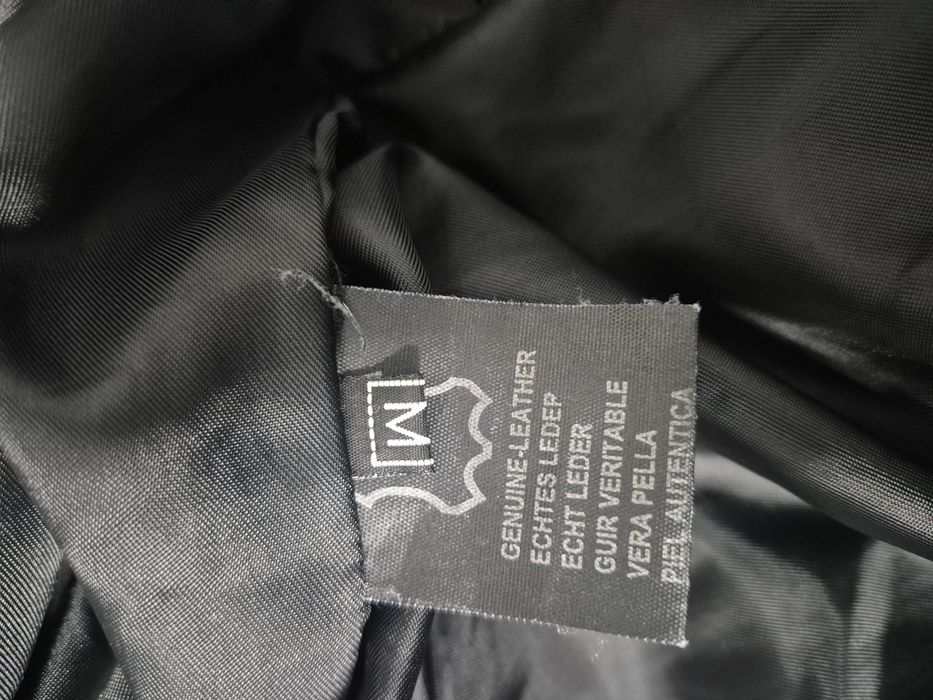 M
GENUINE-LEATHER
ECHTES LEDEP
ECHT LEDER
GUIR VERITABLE
VERA PELLA
PIEL AUTENTICA